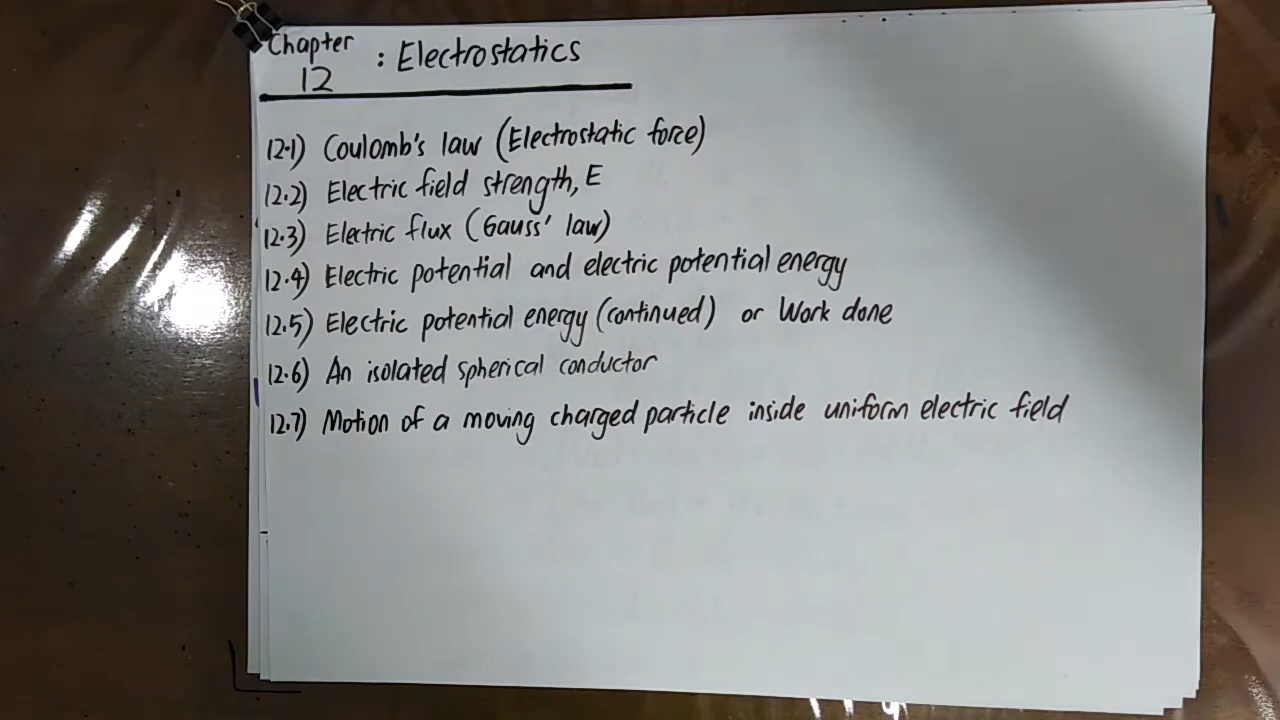 Chapter 12 : Electrostatics
12.1) Coulomb's law (Electrostatic force)
12.2) Electric field strength, E
12.3) Electric flux (Gauss' law)
12.4) Electric potential and electric potential energy
12.5) Electric potential energy (continued) or Work done
12.6) An isolated spherical conductor
12.7) Motion of a moving charged particle inside uniform electric field